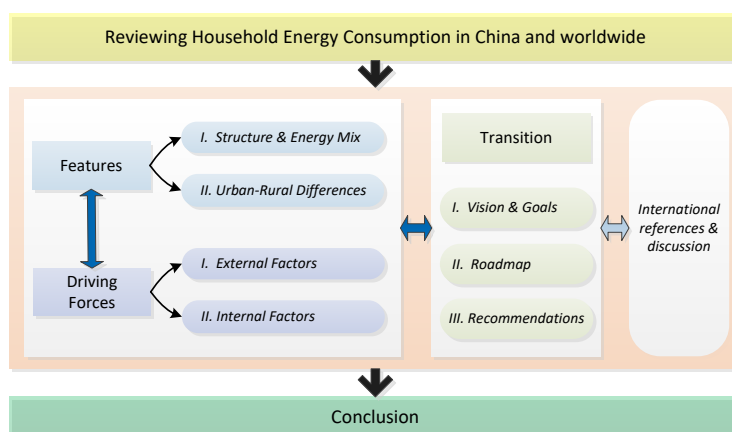 Reviewing Household Energy Consumption in China and worldwide
Features
I. Structure & Energy Mix
II. Urban-Rural Differences
Driving
Forces
I. External Factors
II. Internal Factors
Transition
I. Vision & Goals
II. Roadmap
III. Recommendations
International
references &
discussion
Conclusion